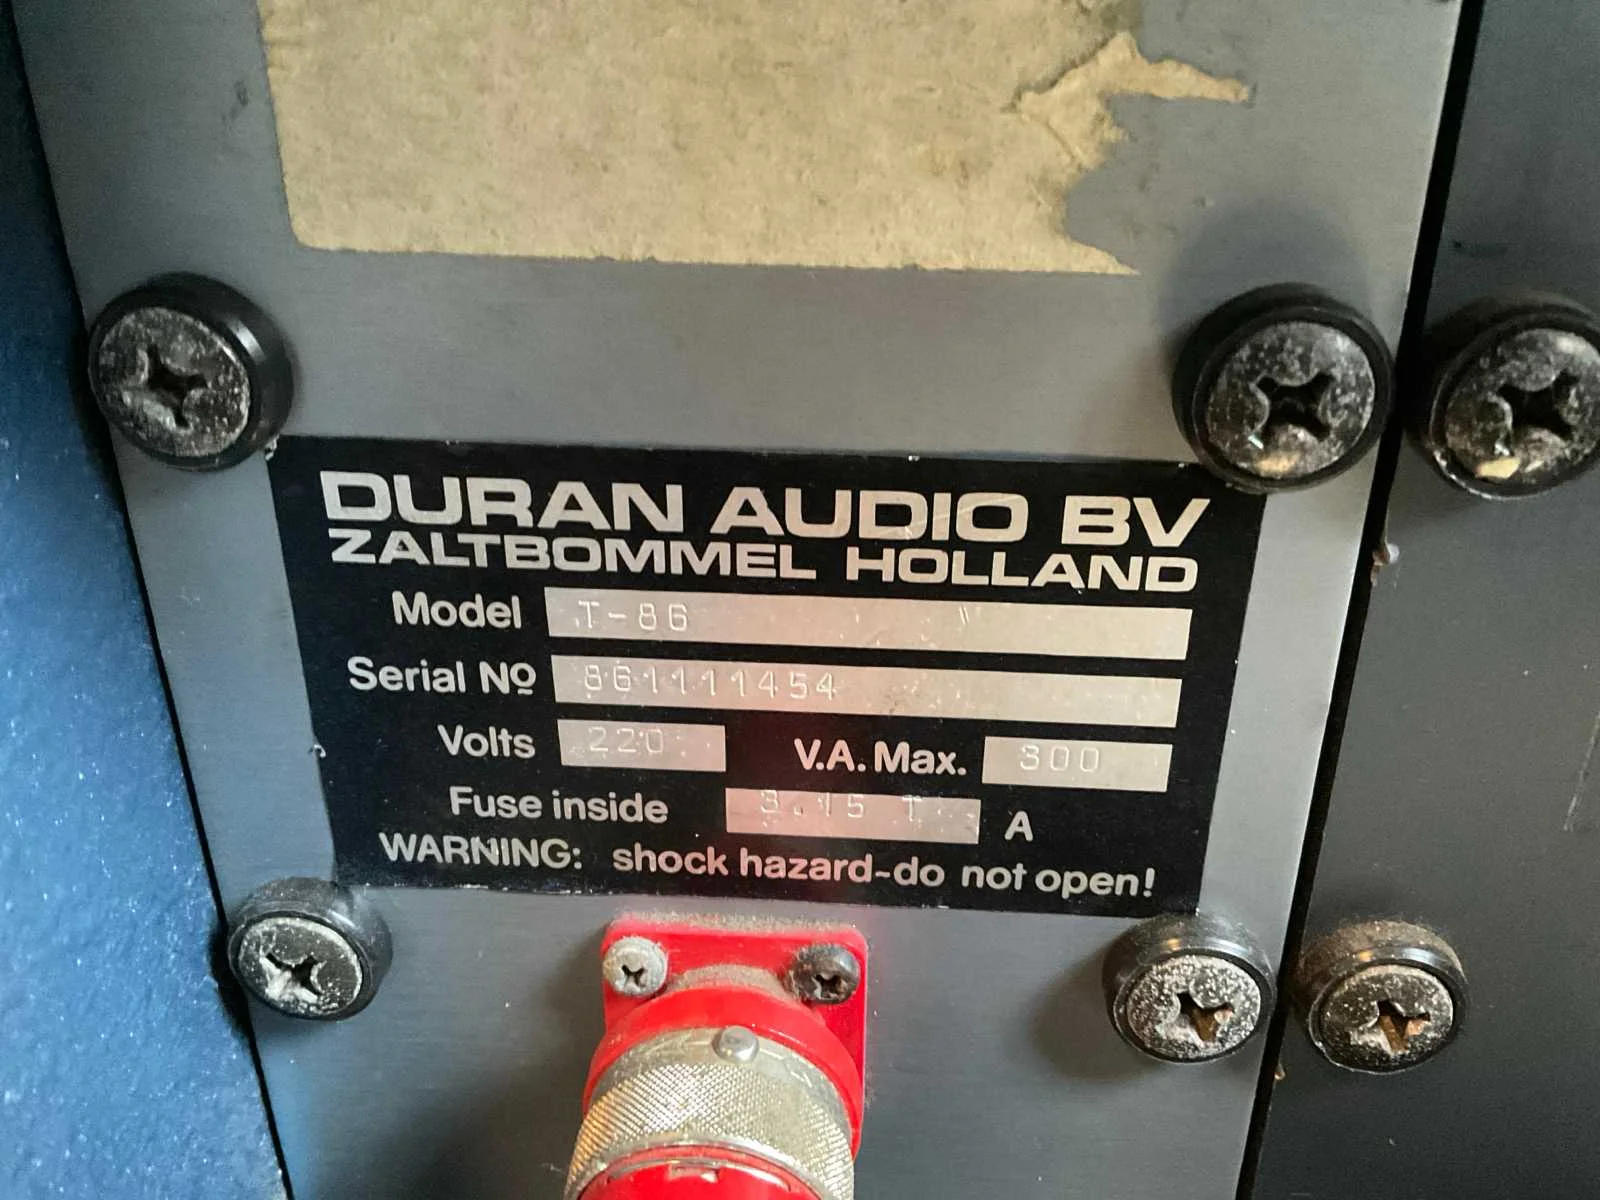 DURAN AUDIO BV
ZALTBOMMEL HOLLAND
Model T-86
Serial Nº 861111454
Volts 220 V.A. Max. 300
Fuse inside 3.15 T A
WARNING: shock hazard-do not open!